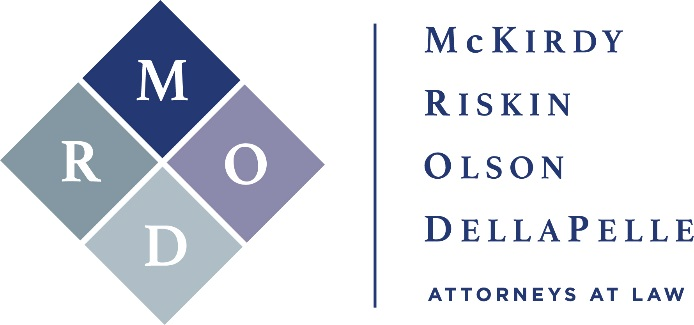 M
R O
D
McKirdy
Riskin
Olson
DellaPelle
ATTORNEYS AT LAW